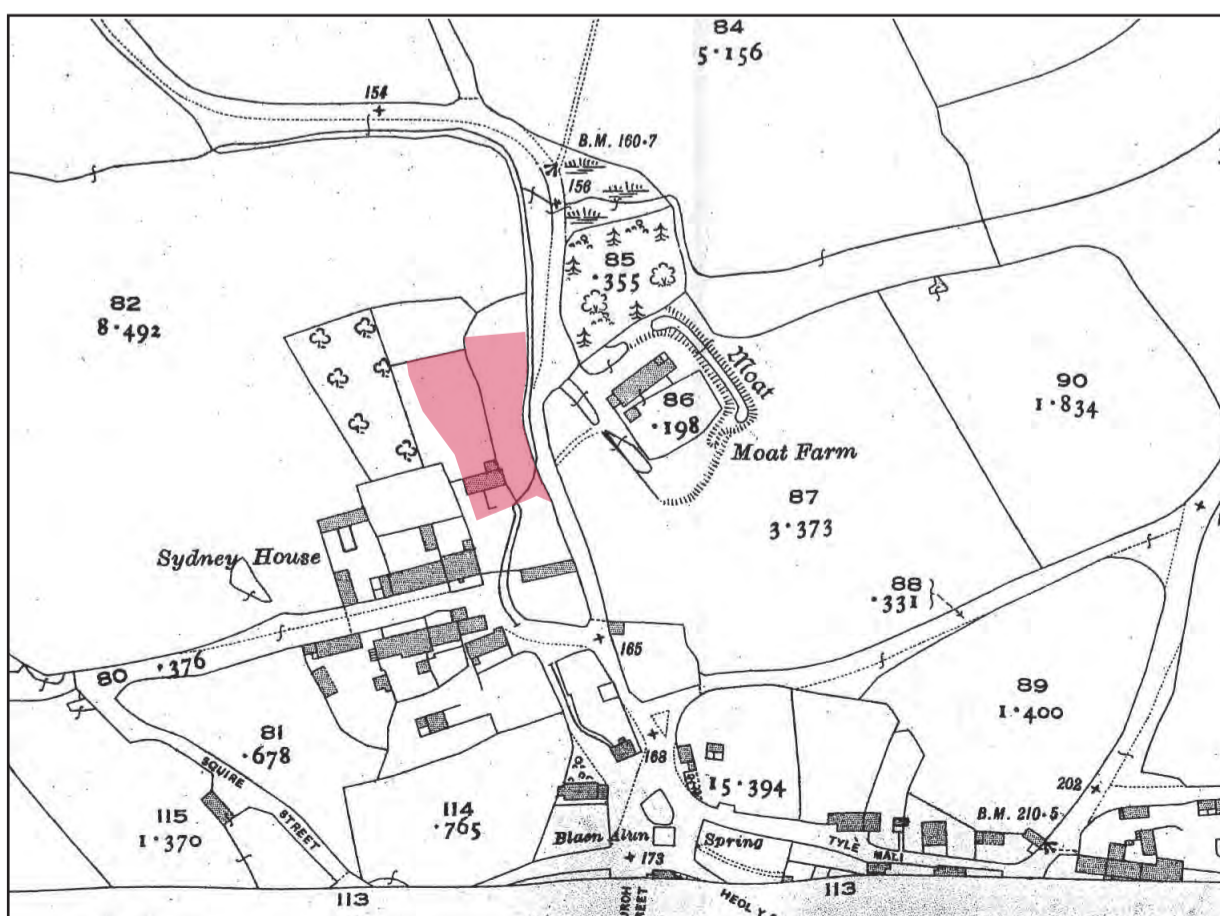 84
5·156
154
B.M. 160·7
156
85
·355
82
8·492
Moat
86
·198
90
1·834
Moat Farm
87
3·373
Sydney House
88
·331
165
80
·376
89
1·400
81
·678
168
15·394
202
SQUIRE
STREET
115
1·370
114
·765
B.M. 210·5
Blaen Alun
Spring
TYLE
MALI
173
113
113
STREET
HEOL Y